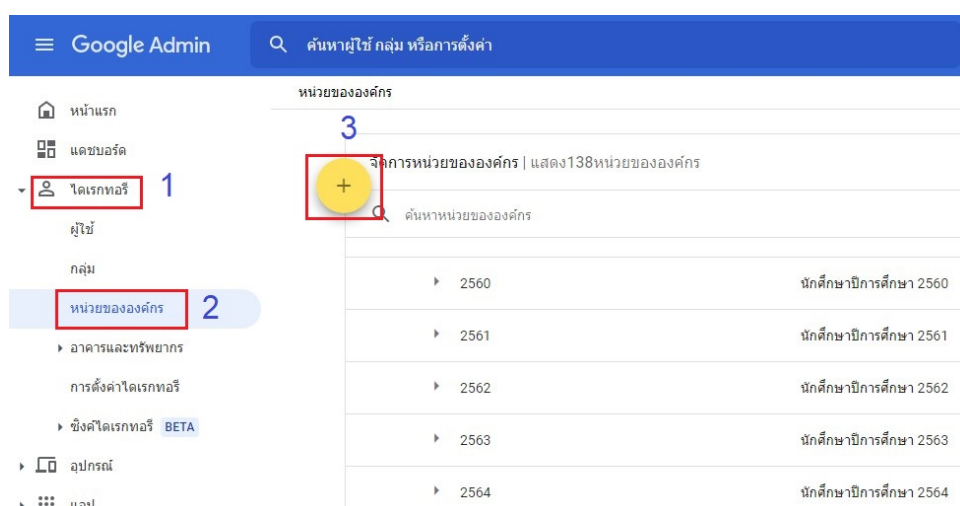 Google Admin
ค้นหาผู้ใช้ กลุ่ม หรือการตั้งค่า
หน่วยขององค์กร
หน้าแรก
แดชบอร์ด
ไดเรกทอรี 1
ผู้ใช้
กลุ่ม
หน่วยขององค์กร 2
อาคารและทรัพยากร
การตั้งค่าไดเรกทอรี
ซิงค์ไดเรกทอรี BETA
อุปกรณ์
แอป
3
จัดการหน่วยขององค์กร | แสดง138หน่วยขององค์กร
+
ค้นหาหน่วยขององค์กร
2560 นักศึกษาปีการศึกษา 2560
2561 นักศึกษาปีการศึกษา 2561
2562 นักศึกษาปีการศึกษา 2562
2563 นักศึกษาปีการศึกษา 2563
2564 นักศึกษาปีการศึกษา 2564